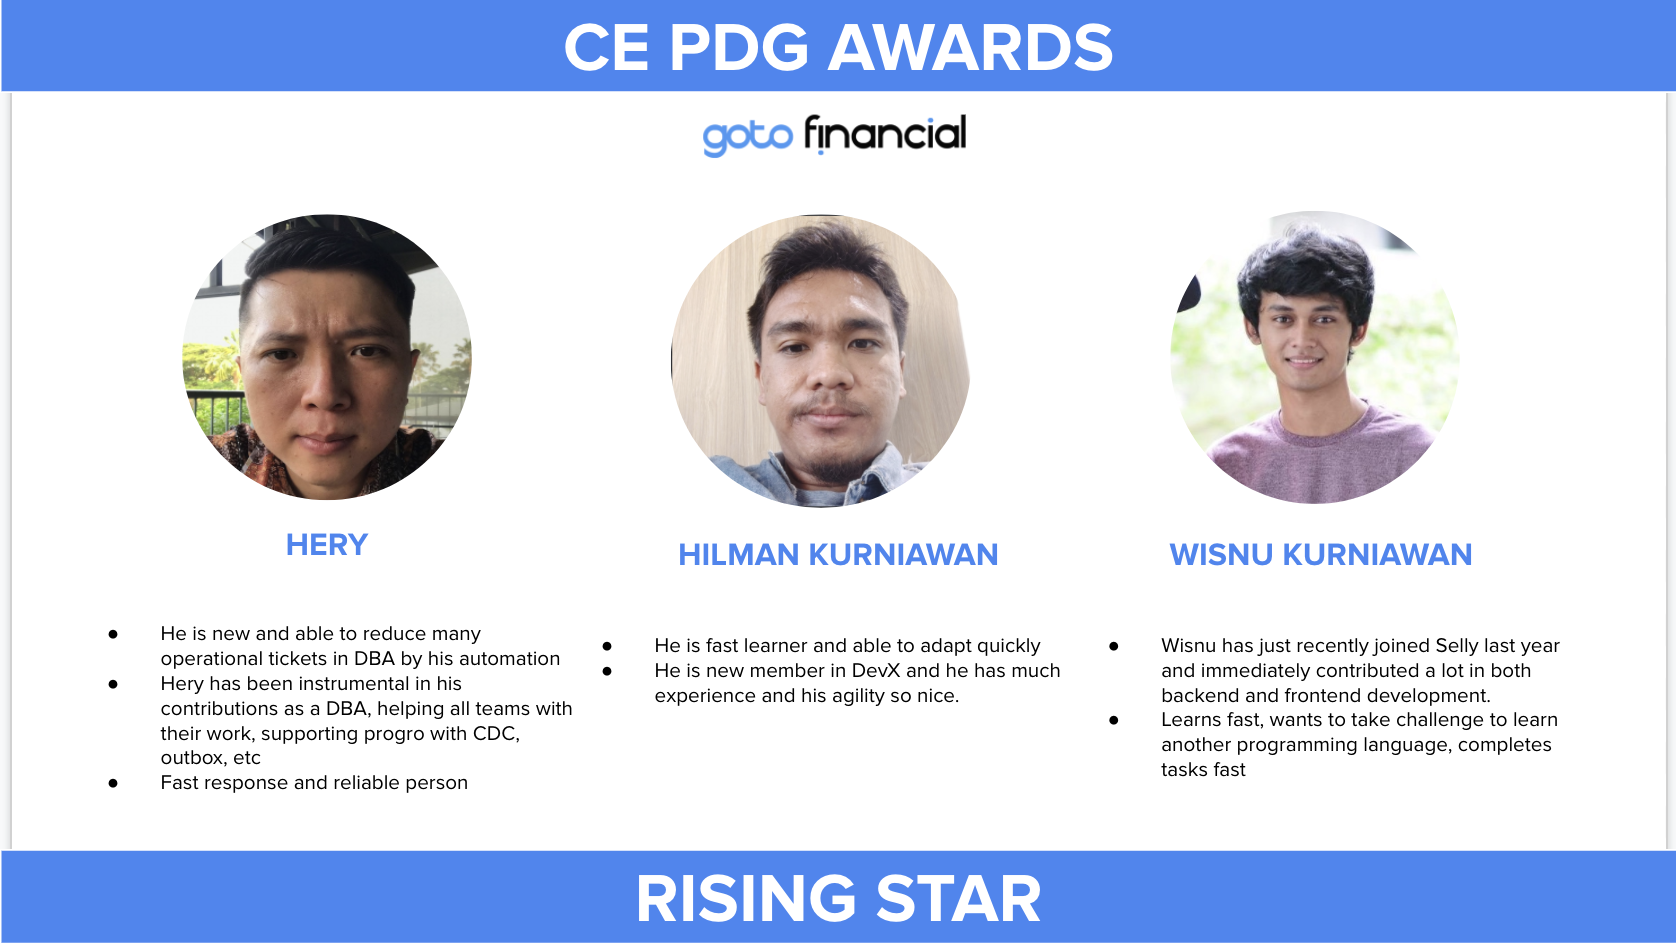 CE PDG AWARDS
goto financial
HERY
● He is new and able to reduce many
operational tickets in DBA by his automation
● Hery has been instrumental in his
contributions as a DBA, helping all teams with
their work, supporting progro with CDC,
outbox, etc
● Fast response and reliable person
HILMAN KURNIAWAN
● He is fast learner and able to adapt quickly
● He is new member in DevX and he has much
experience and his agility so nice.
WISNU KURNIAWAN
● Wisnu has just recently joined Selly last year
and immediately contributed a lot in both
backend and frontend development.
● Learns fast, wants to take challenge to learn
another programming language, completes
tasks fast
RISING STAR